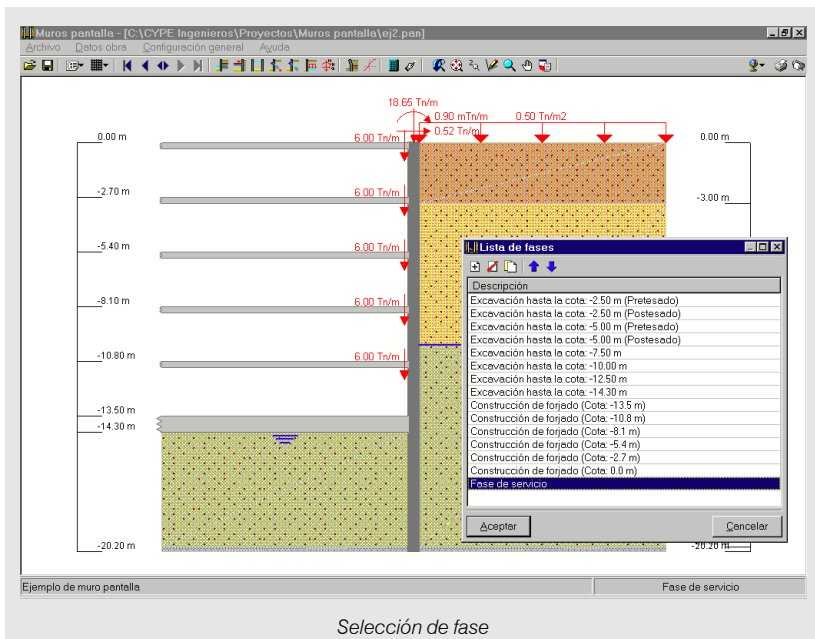 Muros pantalla - [C:\CYPE Ingenieros\Proyectos\Muros pantalla\ej2.pan]
Archivo Datos obra Configuración general Ayuda
18.65 Tn/m
0.90 mTn/m 0.50 Tn/m2
0.52 Tn/m
0.00 m 6.00 Tn/m 0.00 m
-2.70 m 6.00 Tn/m -3.00 m
-5.40 m 6.00 Tn/m
-8.10 m 6.00 Tn/m
-10.80 m 6.00 Tn/m
-13.50 m
-14.30 m
-20.20 m -20.20 m
Lista de fases
Descripción
Excavación hasta la cota: -2.50 m (Pretesado)
Excavación hasta la cota: -2.50 m (Postesado)
Excavación hasta la cota: -5.00 m (Pretesado)
Excavación hasta la cota: -5.00 m (Postesado)
Excavación hasta la cota: -7.50 m
Excavación hasta la cota: -10.00 m
Excavación hasta la cota: -12.50 m
Excavación hasta la cota: -14.30 m
Construcción de forjado (Cota: -13.5 m)
Construcción de forjado (Cota: -10.8 m)
Construcción de forjado (Cota: -8.1 m)
Construcción de forjado (Cota: -5.4 m)
Construcción de forjado (Cota: -2.7 m)
Construcción de forjado (Cota: 0.0 m)
Fase de servicio
Aceptar Cancelar
Ejemplo de muro pantalla Fase de servicio
Selección de fase